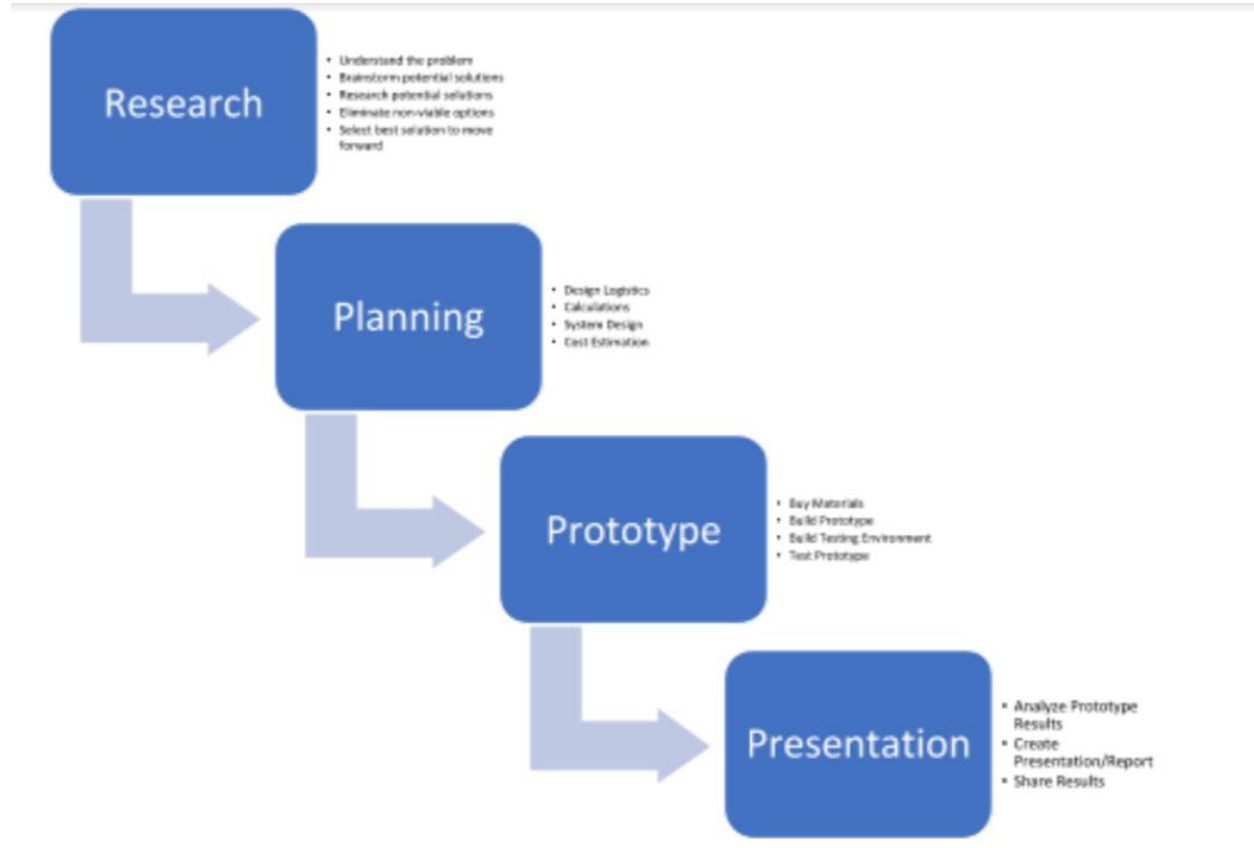 Research
• Understand the problem
• Brainstorm potential solutions
• Research potential solutions
• Eliminate non-viable options
• Select best solution to move
forward
Planning
• Design Logistics
• Calculations
• System Design
• Cost Estimation
Prototype
• Buy Materials
• Build Prototype
• Build Testing Environment
• Test Prototype
Presentation
• Analyze Prototype
Results
• Create
Presentation/Report
• Share Results